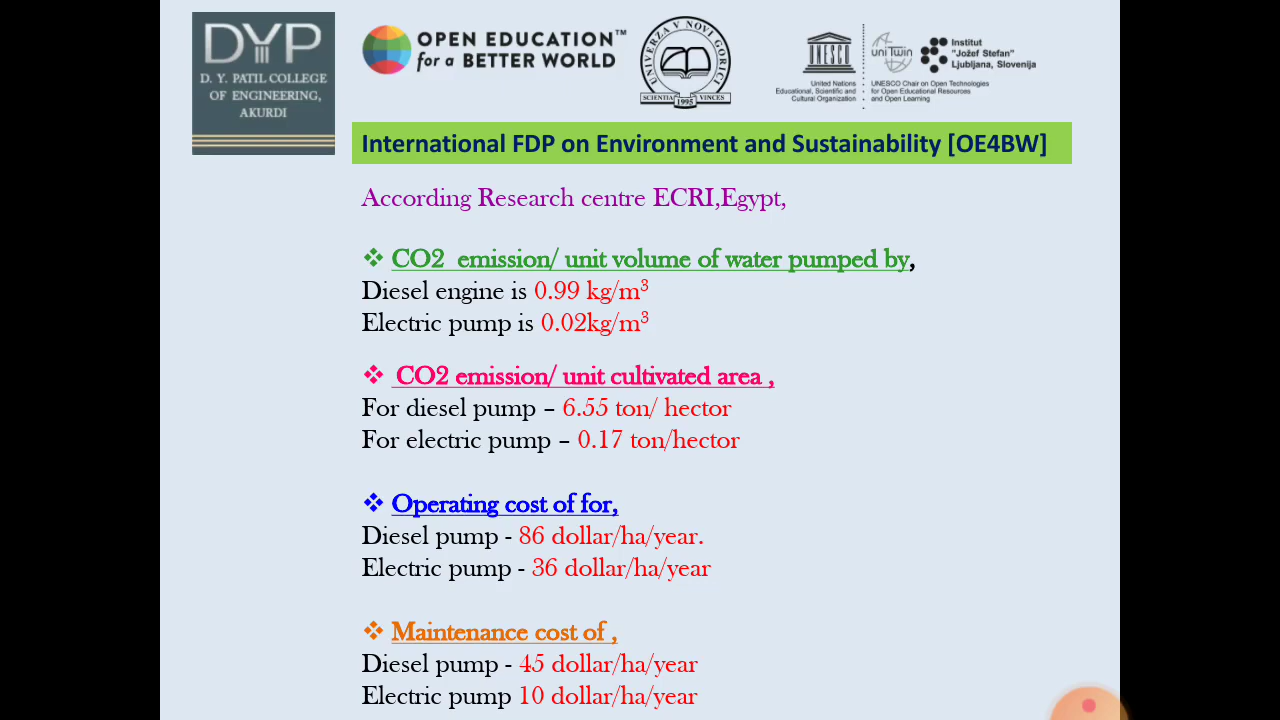 DYP
D. Y. PATIL COLLEGE
OF ENGINEERING,
AKURDI
OPEN EDUCATION™
for a BETTER WORLD
UNIVERZA V NOVI GORICI
SCIENTIA VINCES
1995
UNESCO
United Nations
Educational, Scientific and
Cultural Organization
uniTwin
Institut
"Jožef Stefan"
Ljubljana, Slovenija
UNESCO Chair on Open Technologies
for Open Educational Resources
and Open Learning
International FDP on Environment and Sustainability [OE4BW]
According Research centre ECRI,Egypt,
❖ CO2 emission/ unit volume of water pumped by,
Diesel engine is 0.99 kg/m³
Electric pump is 0.02kg/m³
❖ CO2 emission/ unit cultivated area ,
For diesel pump – 6.55 ton/ hector
For electric pump – 0.17 ton/hector
❖ Operating cost of for,
Diesel pump - 86 dollar/ha/year.
Electric pump - 36 dollar/ha/year
❖ Maintenance cost of ,
Diesel pump - 45 dollar/ha/year
Electric pump 10 dollar/ha/year